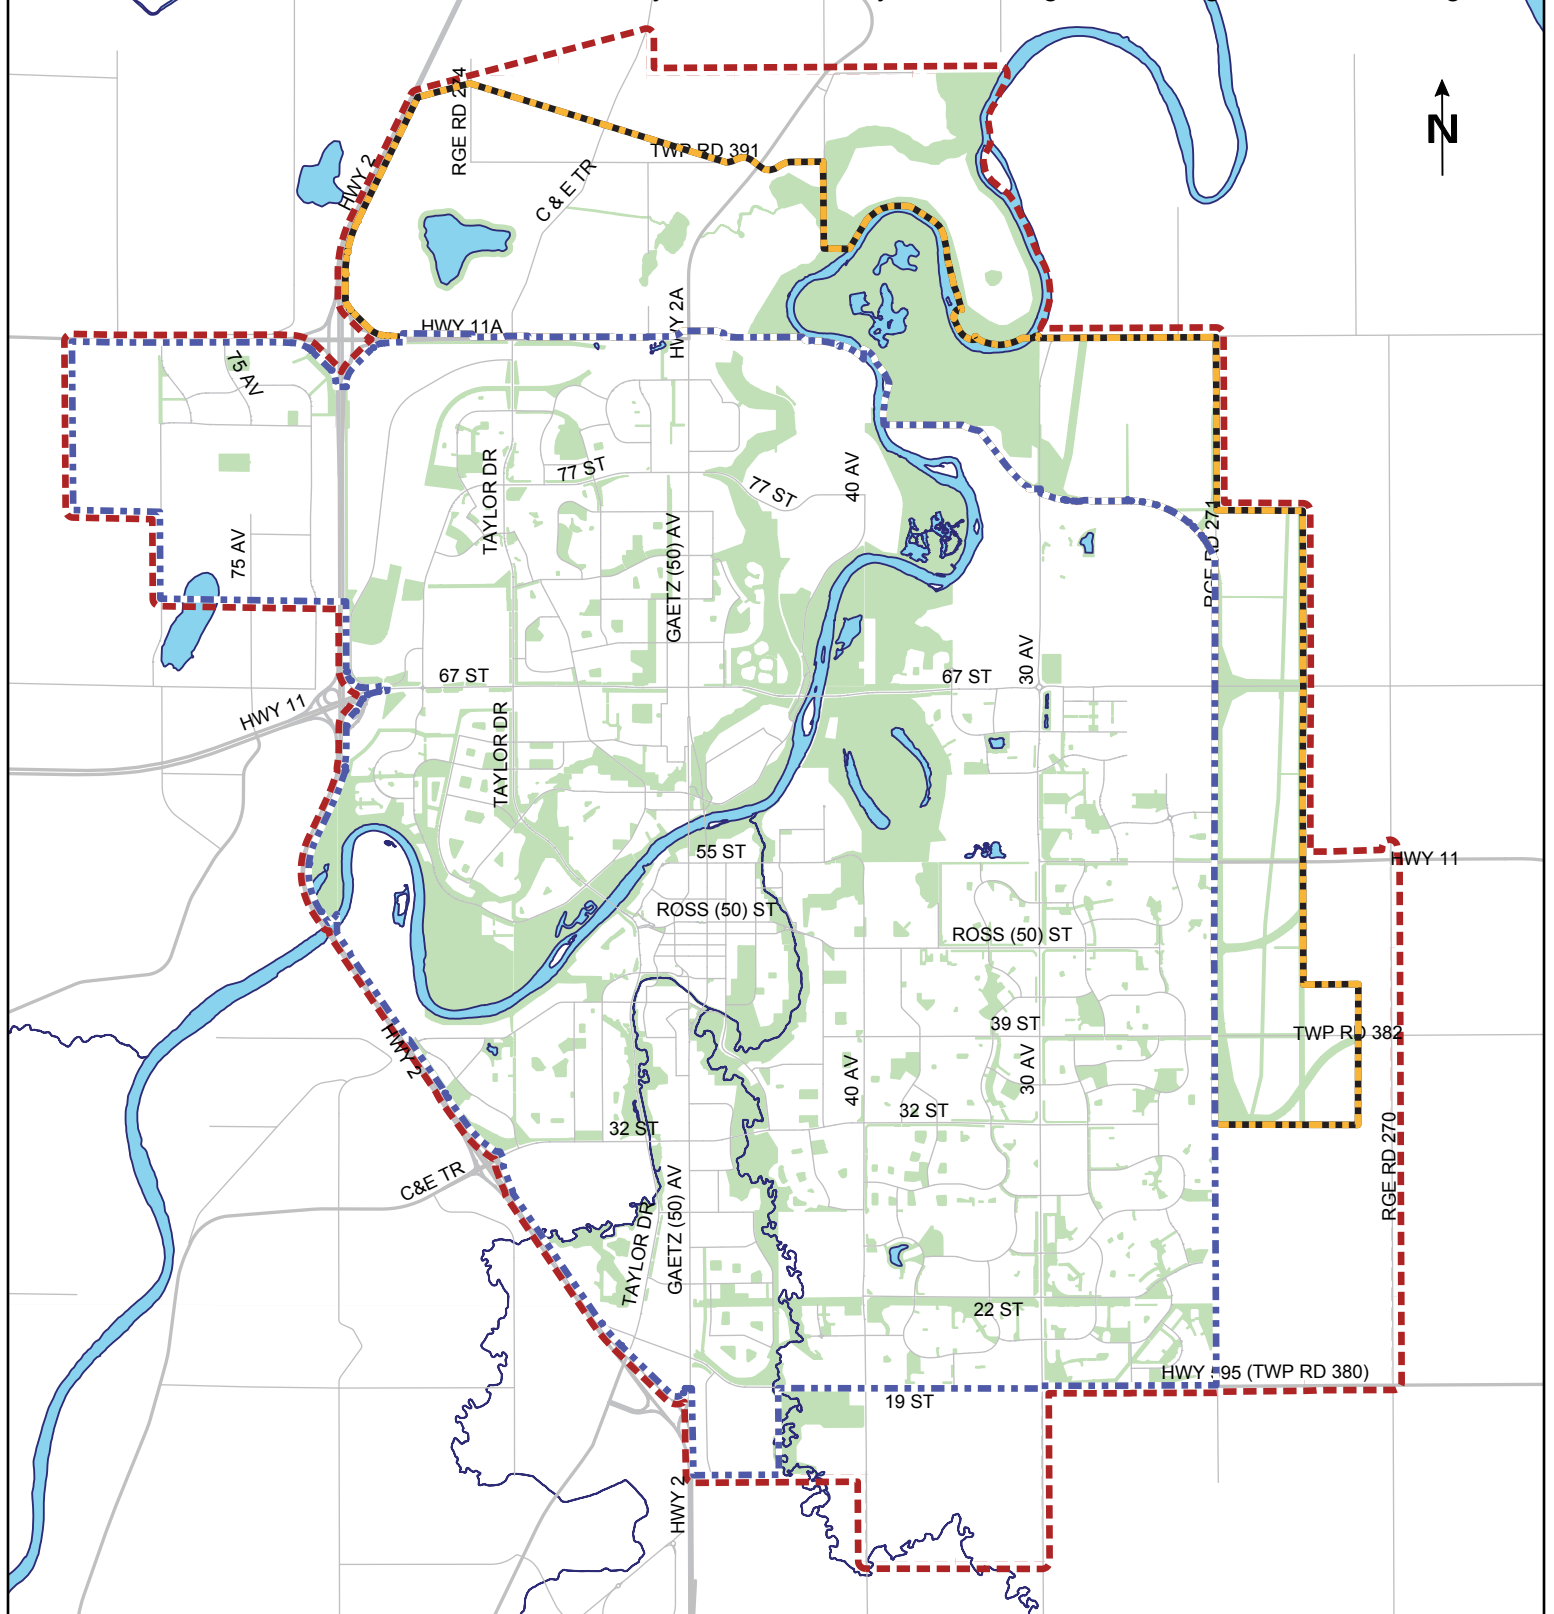 N
RGE RD 274
TWP RD 391
HWY 2
C & E TR
HWY 2A
HWY 11A
75 AV
77 ST
TAYLOR DR
77 ST
40 AV
GAETZ (50) AV
75 AV
RGE RD 271
30 AV
67 ST
67 ST
HWY 11
TAYLOR DR
55 ST
HWY 11
ROSS (50) ST
ROSS (50) ST
39 ST
TWP RD 382
HWY 2
40 AV
30 AV
32 ST
32 ST
RGE RD 270
C&E TR
TAYLOR DR
GAETZ (50) AV
22 ST
HWY 595 (TWP RD 380)
19 ST
HWY 2